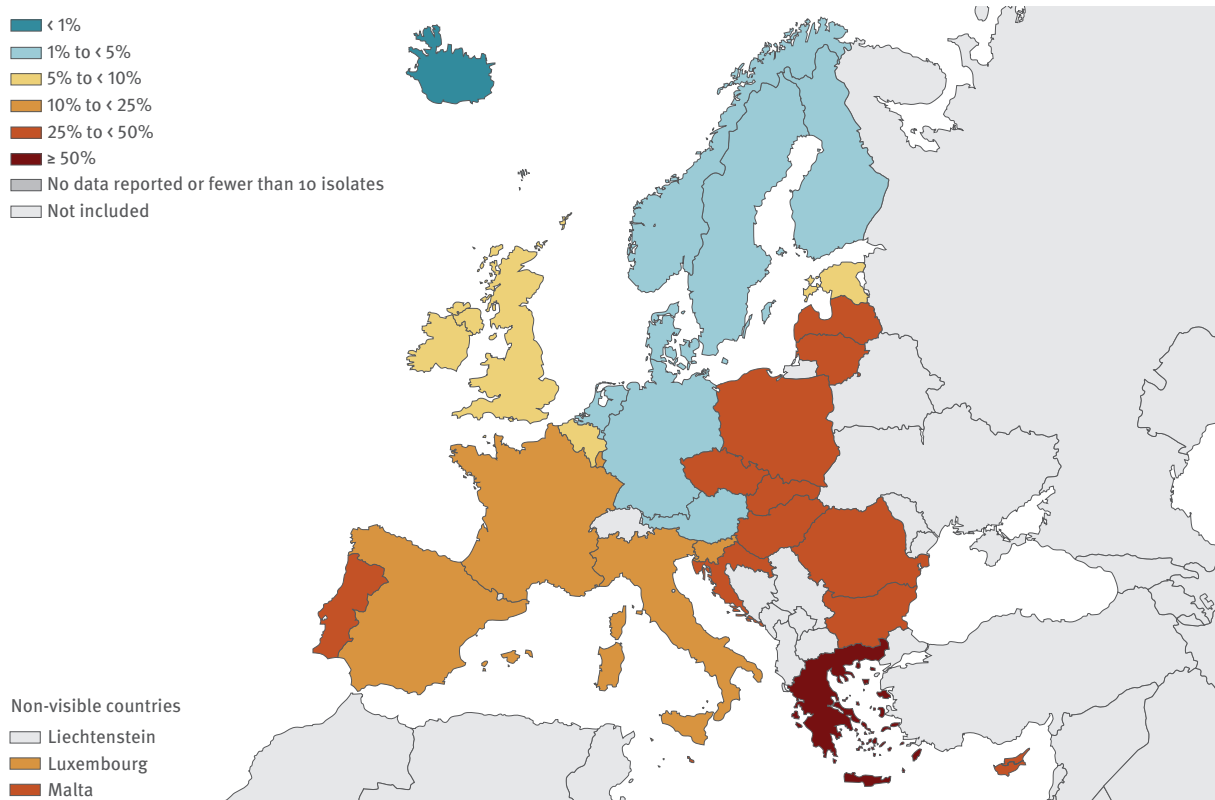 < 1%
1% to < 5%
5% to < 10%
10% to < 25%
25% to < 50%
≥ 50%
No data reported or fewer than 10 isolates
Not included
Non-visible countries
Liechtenstein
Luxembourg
Malta